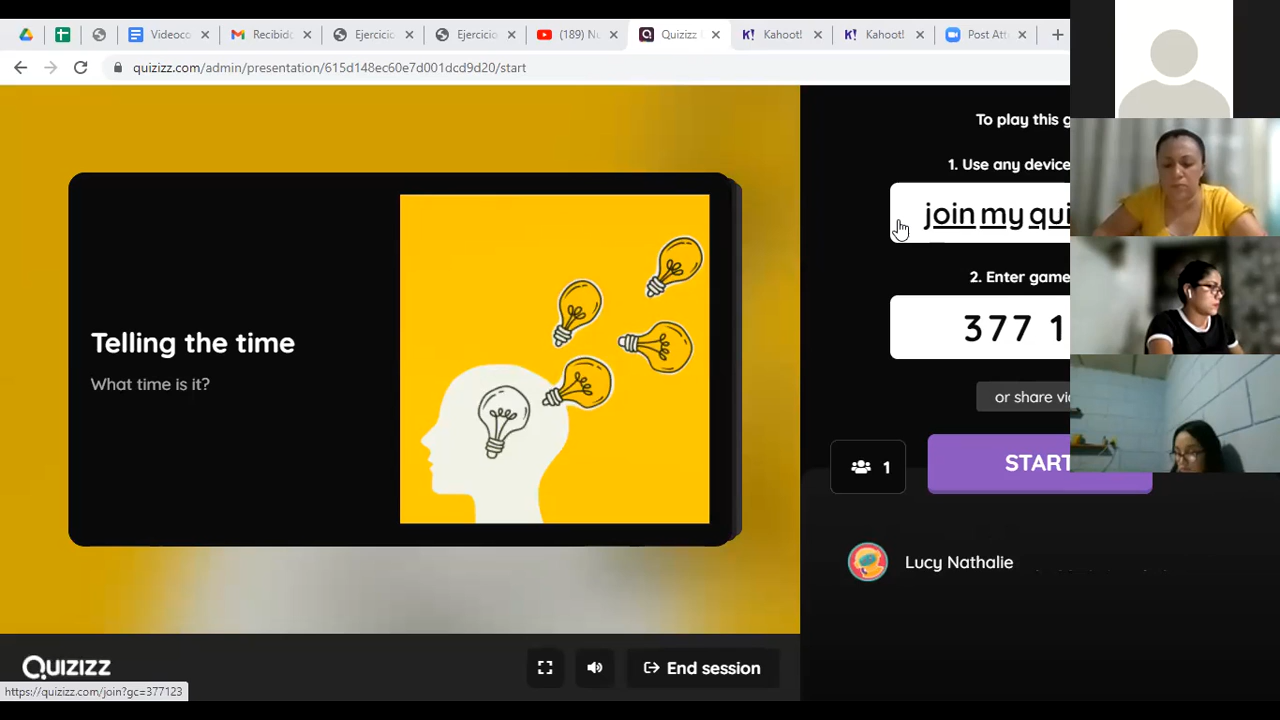 Videoco
Recibid
Ejercicio
Ejercicio
(189) N
Quizizz
Kahoot!
Kahoot!
Post Att
quizizz.com/admin/presentation/615d148ec60e7d001dcd9d20/start
To play this g
1. Use any device
join my qui
2. Enter game
377 1
or share vi
1
START
Lucy Nathalie
Telling the time
What time is it?
Quizizz
End session
https://quizizz.com/join?gc=377123